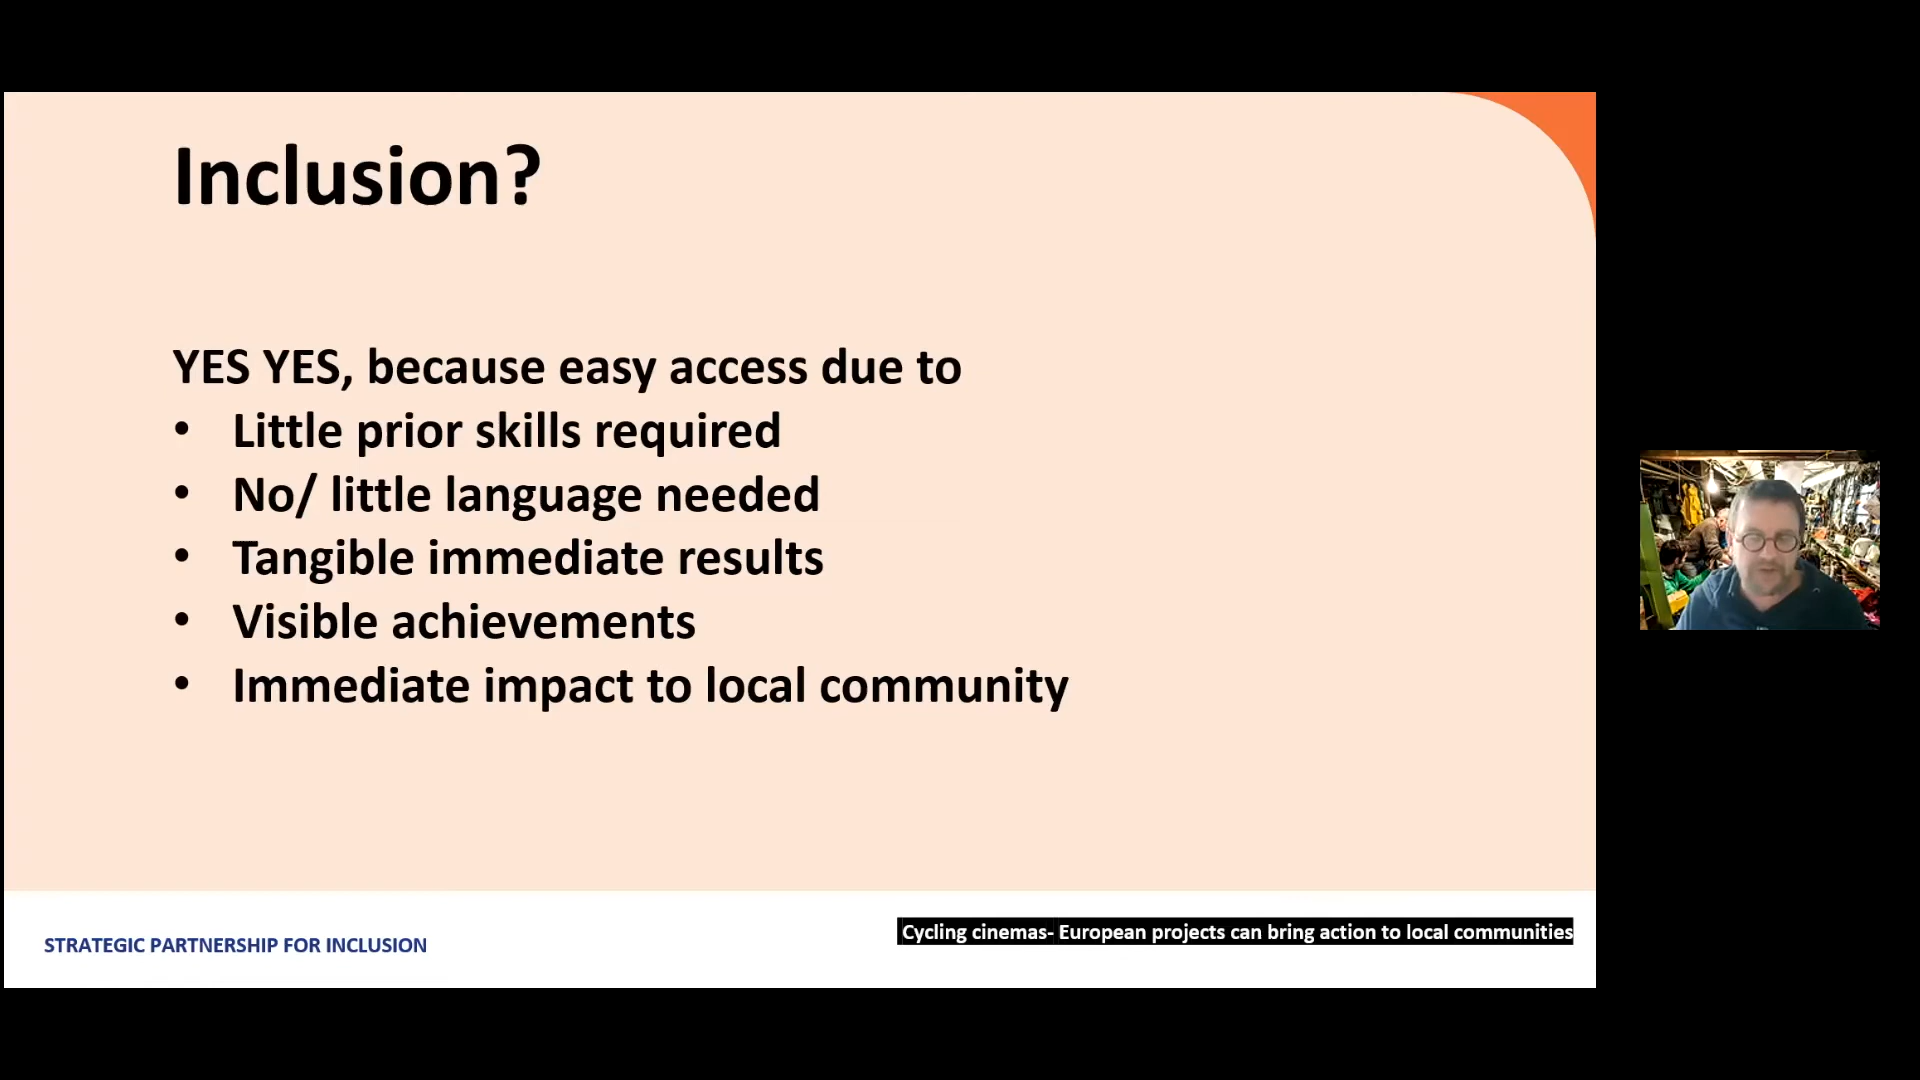 Inclusion?
YES YES, because easy access due to
• Little prior skills required
• No/ little language needed
• Tangible immediate results
• Visible achievements
• Immediate impact to local community
STRATEGIC PARTNERSHIP FOR INCLUSION
Cycling cinemas- European projects can bring action to local communities